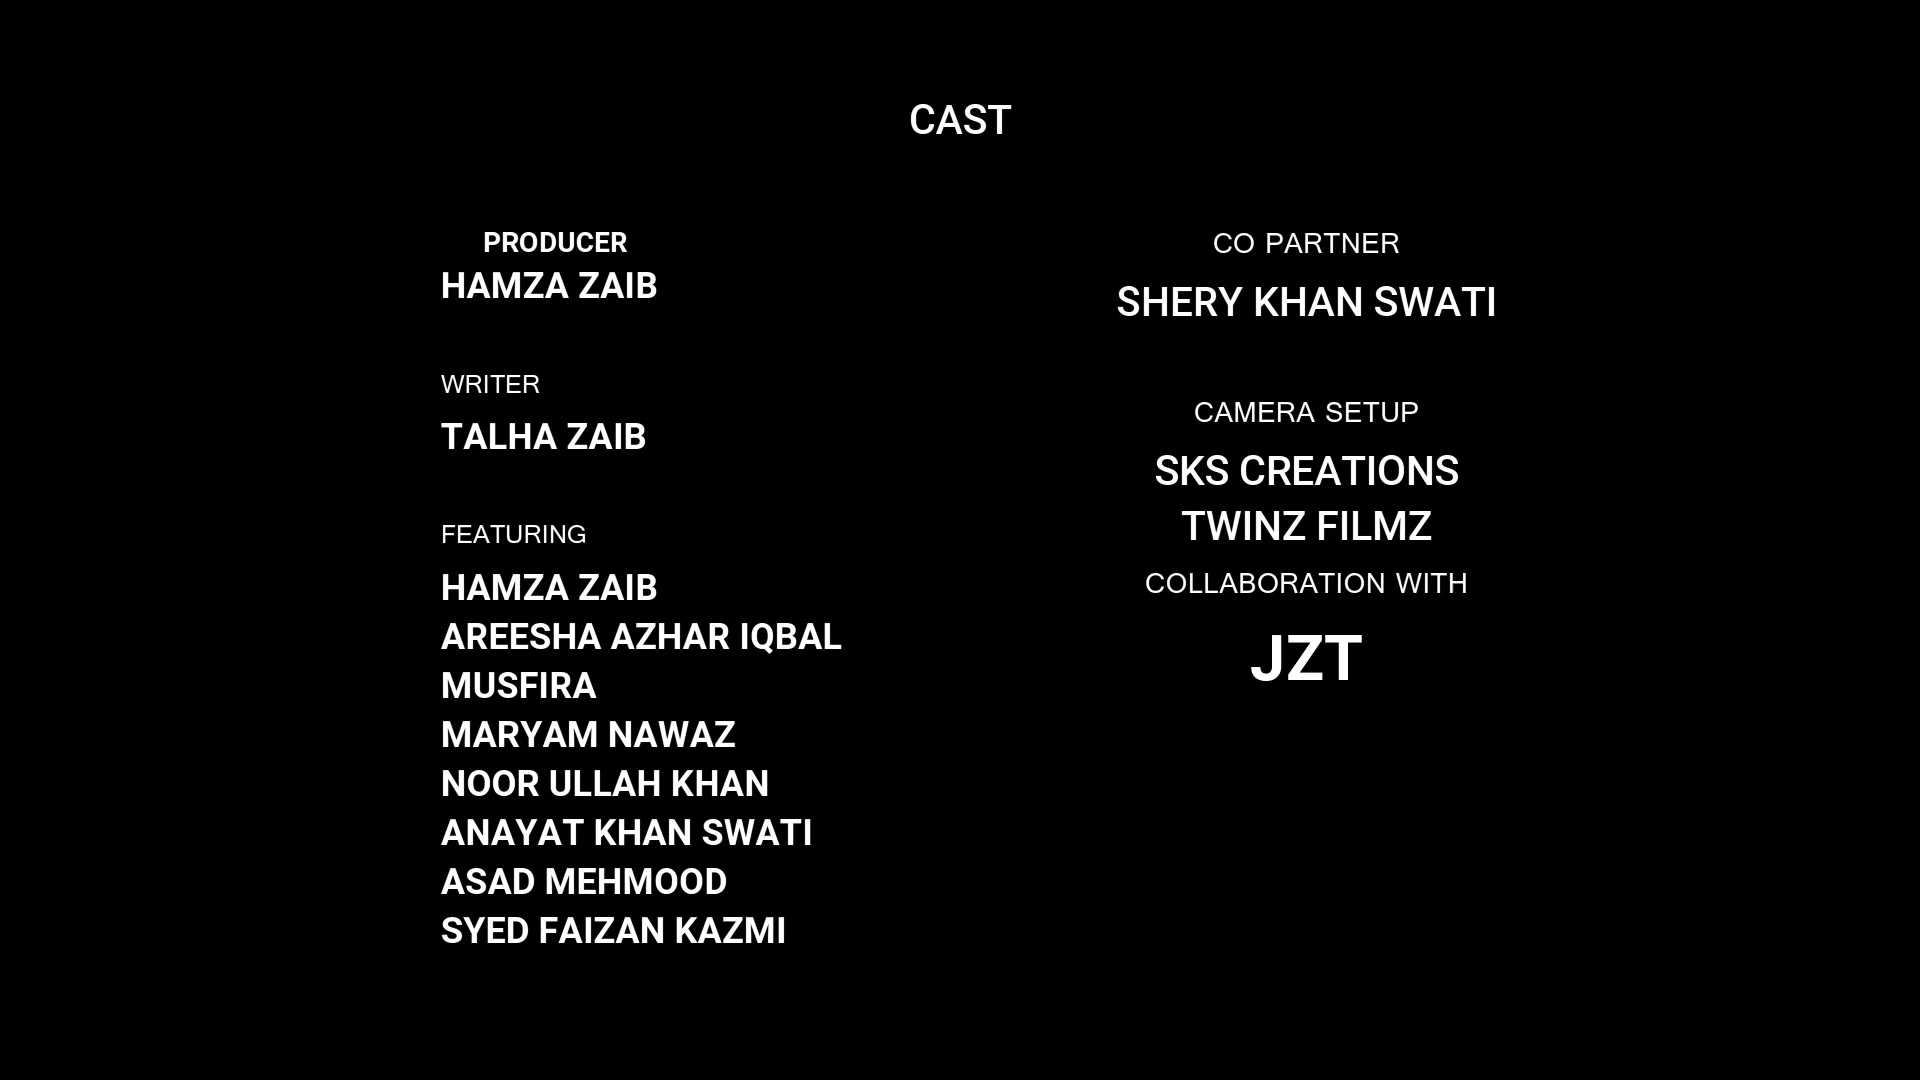 CAST
PRODUCER
HAMZA ZAIB
WRITER
TALHA ZAIB
FEATURING
HAMZA ZAIB
AREESHA AZHAR IQBAL
MUSFIRA
MARYAM NAWAZ
NOOR ULLAH KHAN
ANAYAT KHAN SWATI
ASAD MEHMOOD
SYED FAIZAN KAZMI
CO PARTNER
SHERY KHAN SWATI
CAMERA SETUP
SKS CREATIONS
TWINZ FILMZ
COLLABORATION WITH
JZT